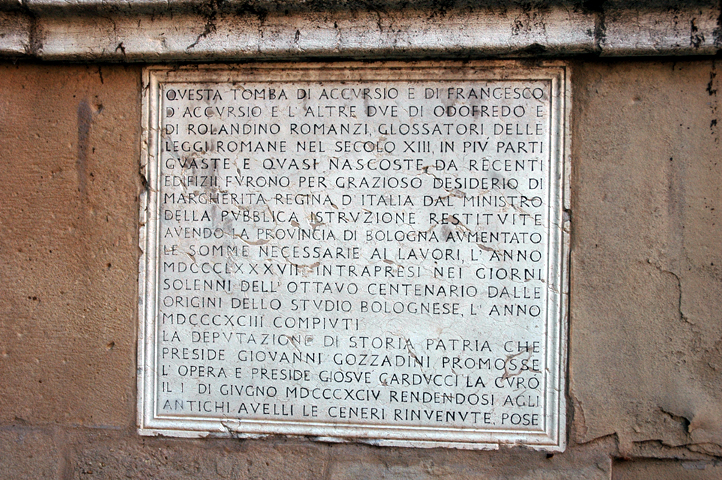 QVESTA TOMBA DI ACCVRSIO E DI FRANCESCO
D'ACCVRSIO E L'ALTRE DVE DI ODOFREDO E
DI ROLANDINO ROMANZI, GLOSSATORI DELLE
LEGGI ROMANE NEL SECOLO XIII, IN PIV PARTI
GVASTE E QVASI NASCOSTE DA RECENTI
EDIFIZII FVRONO PER GRAZIOSO DESIDERIO DI
MARGHERITA REGINA D'ITALIA DAL MINISTRO
DELLA PVBBLICA ISTRVZIONE RESTITVITE
AVENDO LA PROVINCIA DI BOLOGNA AVMENTATO
LE SOMME NECESSARIE AI LAVORI, L'ANNO
MDCCCLXXXVIII INTRAPRESI NEI GIORNI
SOLENNI DELL'OTTAVO CENTENARIO DALLE
ORIGINI DELLO STVDIO BOLOGNESE, L'ANNO
MDCCCXCIII COMPIVTI
LA DEPVTAZIONE DI STORIA PATRIA CHE
PRESIDE GIOVANNI GOZZADINI PROMOSSE
L'OPERA E PRESIDE GIOSVE CARDVCCI LA CVRO
IL I DI GIVGNO MDCCCXCIV RENDENDOSI AGLI
ANTICHI AVELLI LE CENERI RINVENVTE, POSE